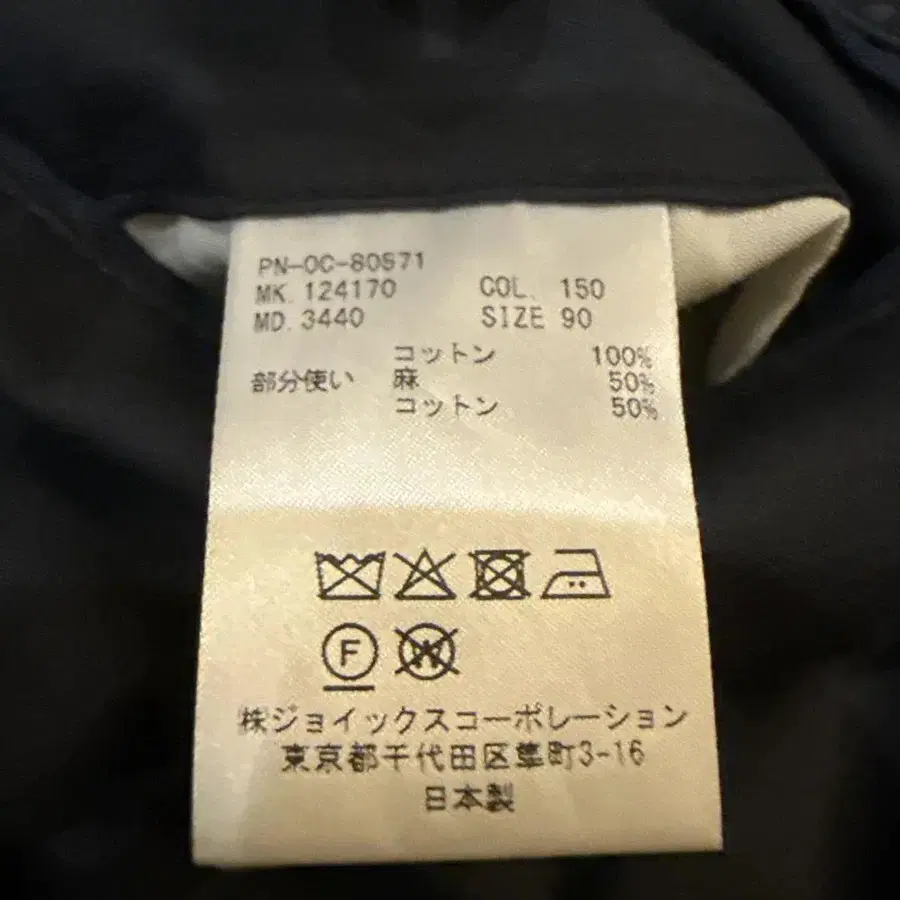 PN-OC-80571
MK. 124170 COL. 150
MD. 3440 SIZE 90
コットン 100%
部分使い 麻 50%
コットン 50%
F W
㈱ジョイックスコーポレーション
東京都千代田区隼町3-16
日本製